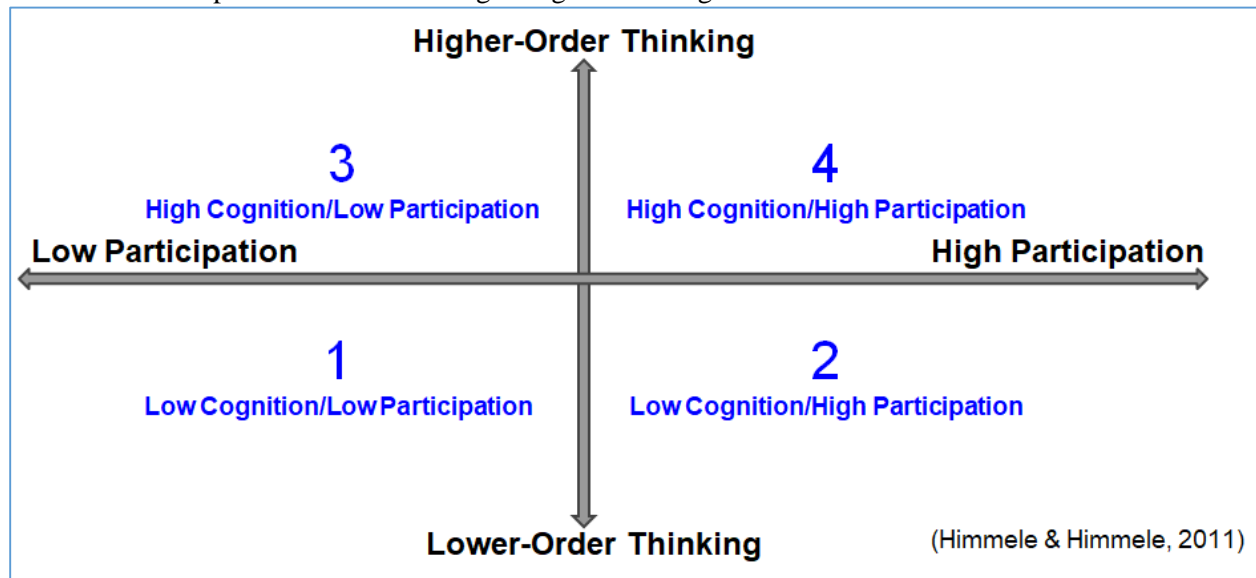 Higher-Order Thinking
3
High Cognition/Low Participation
4
High Cognition/High Participation
Low Participation
High Participation
1
Low Cognition/Low Participation
2
Low Cognition/High Participation
Lower-Order Thinking
(Himmele & Himmele, 2011)